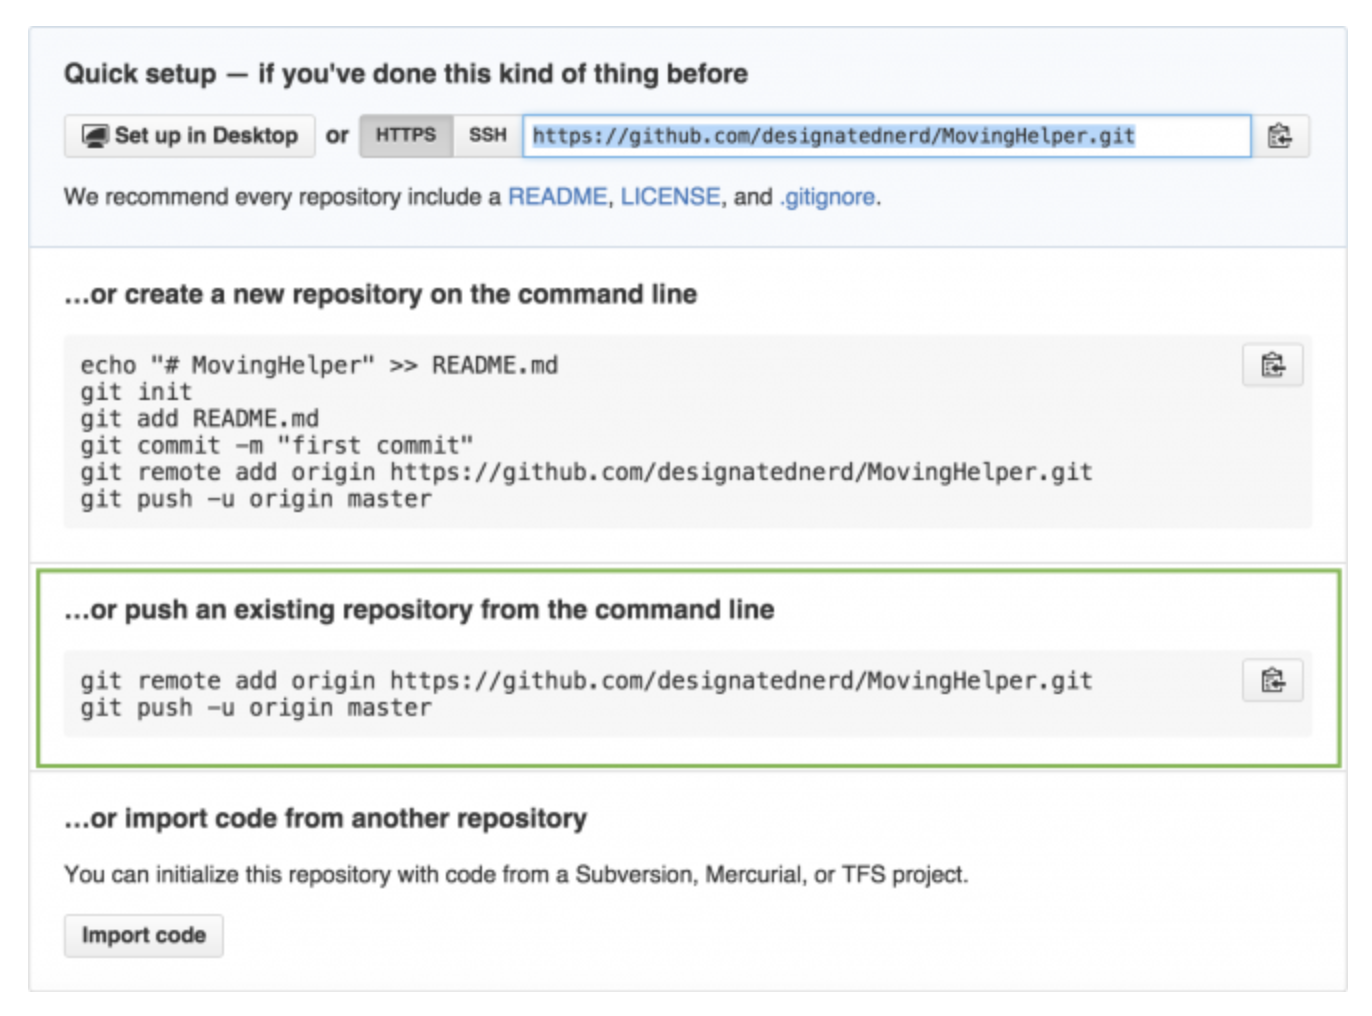 Quick setup — if you've done this kind of thing before
Set up in Desktop or HTTPS SSH https://github.com/designatednerd/MovingHelper.git
We recommend every repository include a README, LICENSE, and .gitignore.
...or create a new repository on the command line
echo "# MovingHelper" >> README.md
git init
git add README.md
git commit -m "first commit"
git remote add origin https://github.com/designatednerd/MovingHelper.git
git push -u origin master
...or push an existing repository from the command line
git remote add origin https://github.com/designatednerd/MovingHelper.git
git push -u origin master
...or import code from another repository
You can initialize this repository with code from a Subversion, Mercurial, or TFS project.
Import code